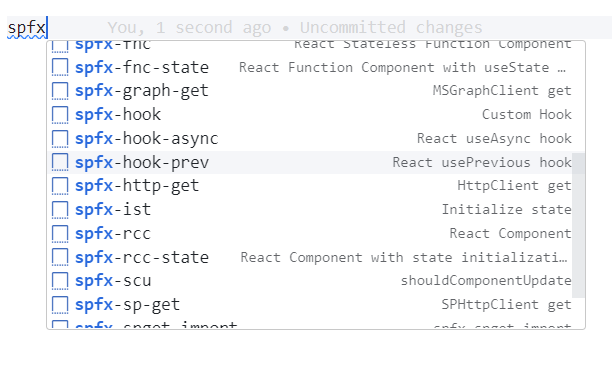 spfx You, 1 second ago • Uncommitted changes
spfx-fnc React Stateless Function Component
spfx-fnc-state React Function Component with useState …
spfx-graph-get MSGraphClient get
spfx-hook Custom Hook
spfx-hook-async React useAsync hook
spfx-hook-prev React usePrevious hook
spfx-http-get HttpClient get
spfx-ist Initialize state
spfx-rcc React Component
spfx-rcc-state React Component with state initializati…
spfx-scu shouldComponentUpdate
spfx-sp-get SPHttpClient get
spfx-spget-import spfx-spget-import